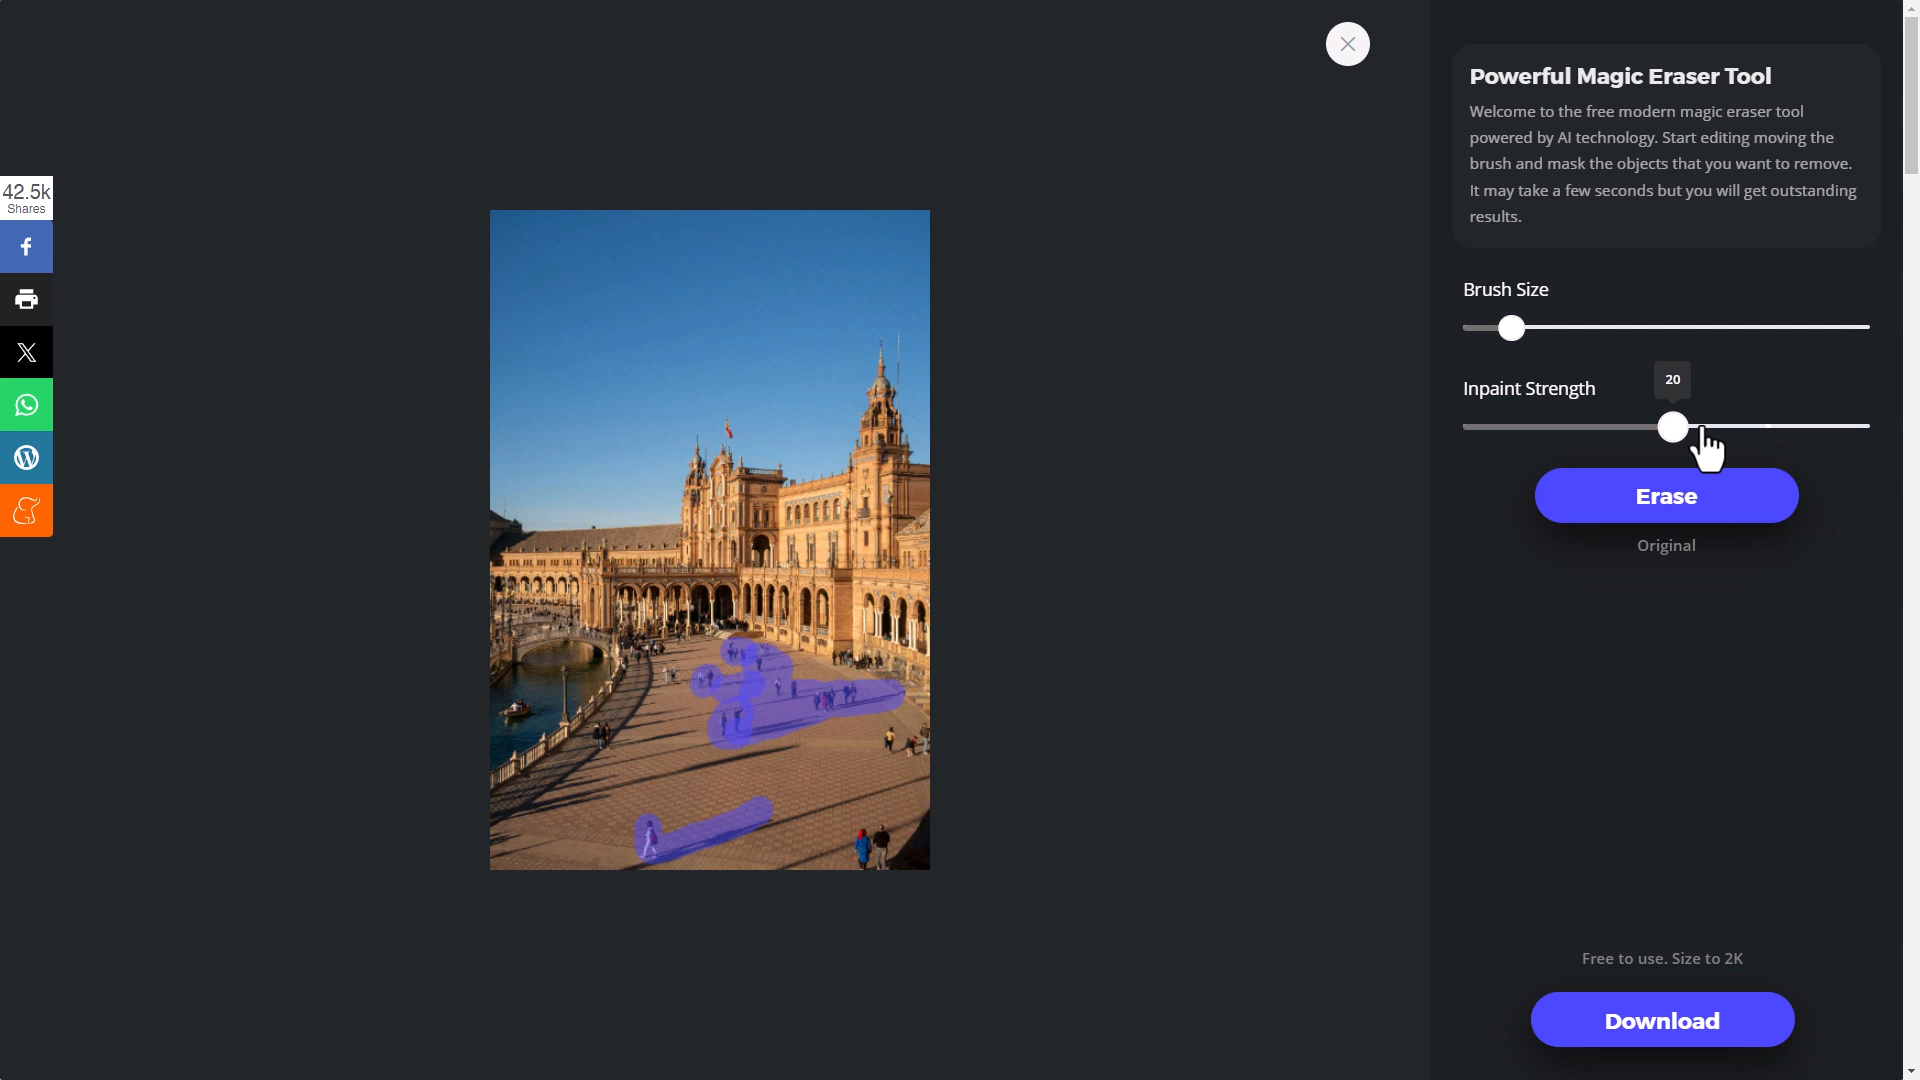 42.5k
Shares
Powerful Magic Eraser Tool
Welcome to the free modern magic eraser tool
powered by AI technology. Start editing moving the
brush and mask the objects that you want to remove.
It may take a few seconds but you will get outstanding
results.
Brush Size
20
Inpaint Strength
Erase
Original
Free to use. Size to 2K
Download